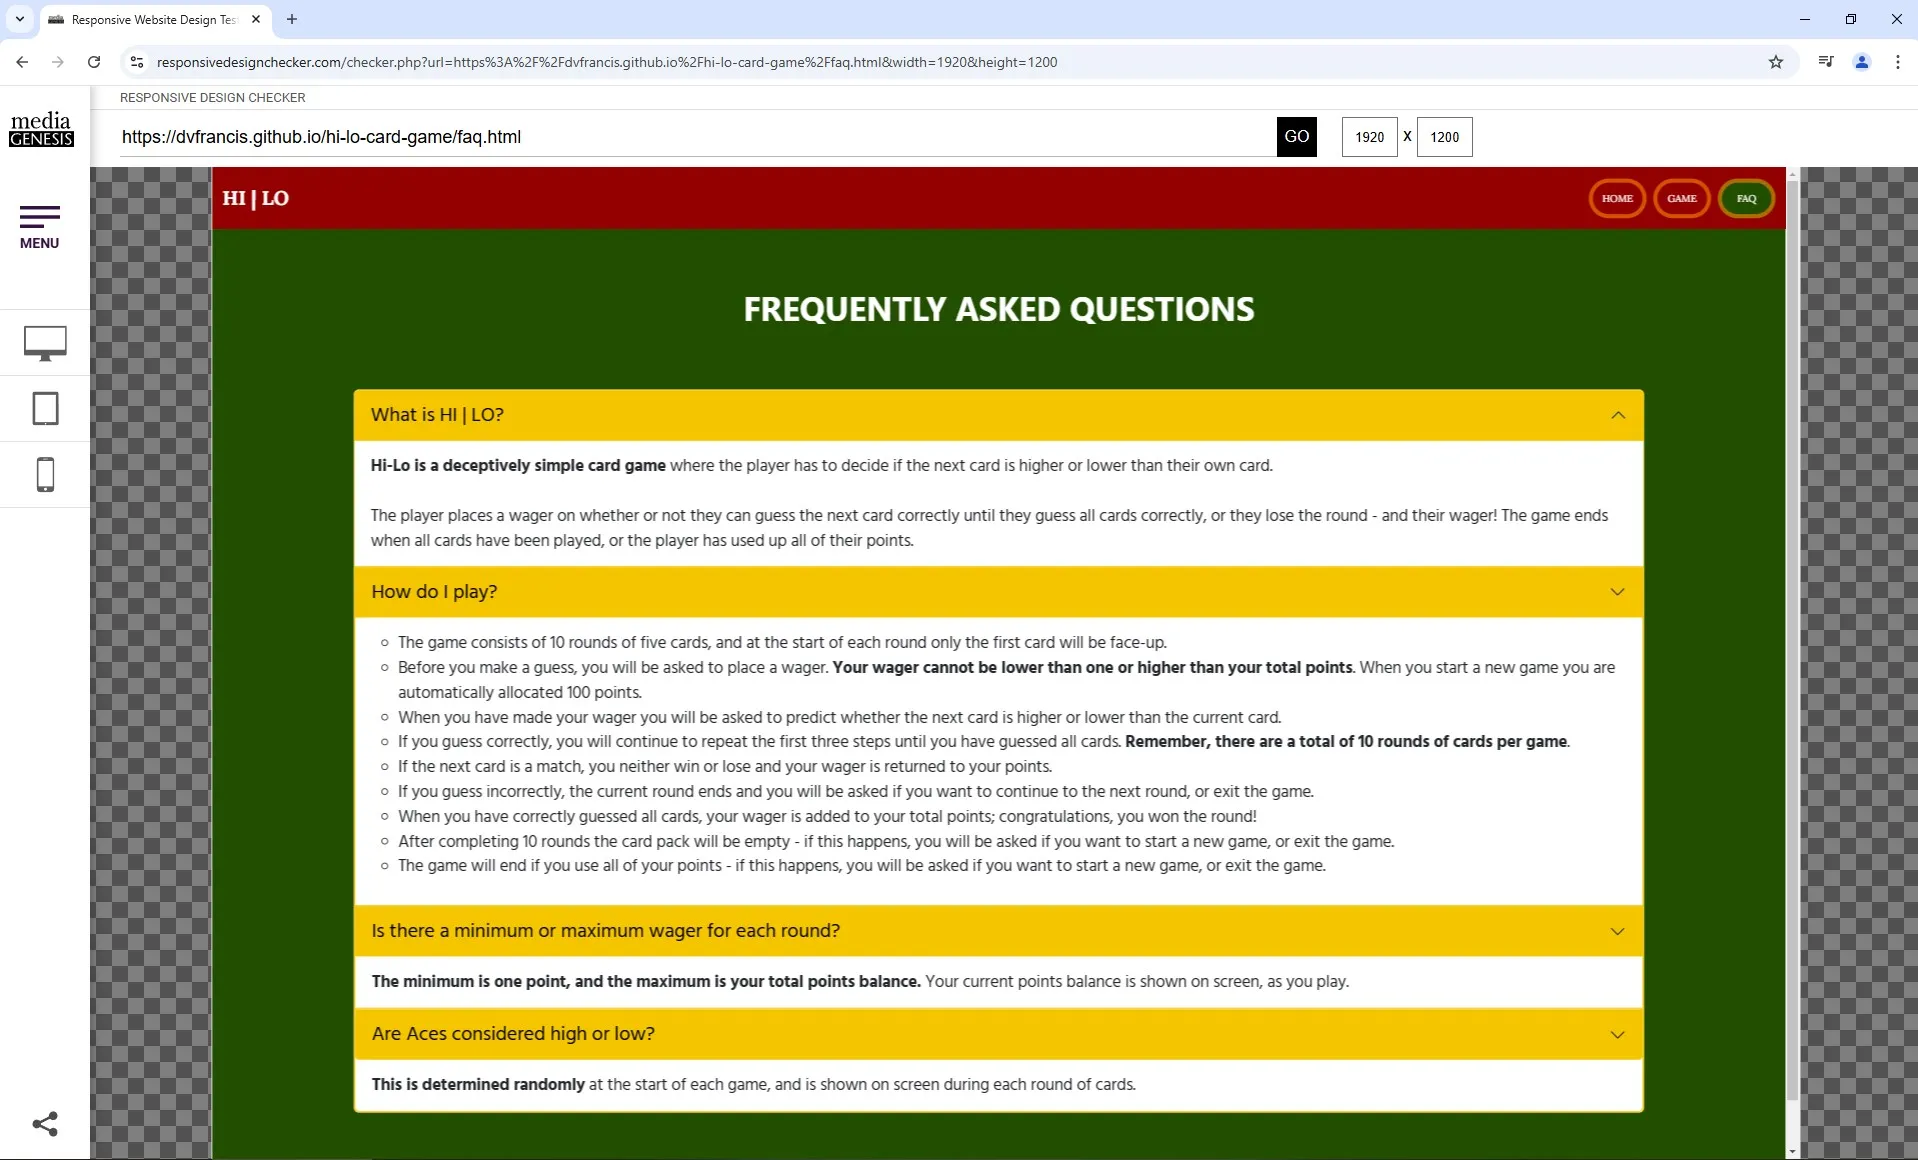 Responsive Website Design Tes
responsivedesignchecker.com/checker.php?url=https%3A%2F%2Fdvfrancis.github.io%2Fhi-lo-card-game%2Ffaq.html&width=1920&height=1200
RESPONSIVE DESIGN CHECKER
media
GENESIS
https://dvfrancis.github.io/hi-lo-card-game/faq.html
GO
1920 X 1200
MENU
HI | LO
HOME
GAME
FAQ
FREQUENTLY ASKED QUESTIONS
What is HI | LO?
Hi-Lo is a deceptively simple card game where the player has to decide if the next card is higher or lower than their own card.
The player places a wager on whether or not they can guess the next card correctly until they guess all cards correctly, or they lose the round - and their wager! The game ends
when all cards have been played, or the player has used up all of their points.
How do I play?
The game consists of 10 rounds of five cards, and at the start of each round only the first card will be face-up.
Before you make a guess, you will be asked to place a wager. Your wager cannot be lower than one or higher than your total points. When you start a new game you are
automatically allocated 100 points.
When you have made your wager you will be asked to predict whether the next card is higher or lower than the current card.
If you guess correctly, you will continue to repeat the first three steps until you have guessed all cards. Remember, there are a total of 10 rounds of cards per game.
If the next card is a match, you neither win or lose and your wager is returned to your points.
If you guess incorrectly, the current round ends and you will be asked if you want to continue to the next round, or exit the game.
When you have correctly guessed all cards, your wager is added to your total points; congratulations, you won the round!
After completing 10 rounds the card pack will be empty - if this happens, you will be asked if you want to start a new game, or exit the game.
The game will end if you use all of your points - if this happens, you will be asked if you want to start a new game, or exit the game.
Is there a minimum or maximum wager for each round?
The minimum is one point, and the maximum is your total points balance. Your current points balance is shown on screen, as you play.
Are Aces considered high or low?
This is determined randomly at the start of each game, and is shown on screen during each round of cards.